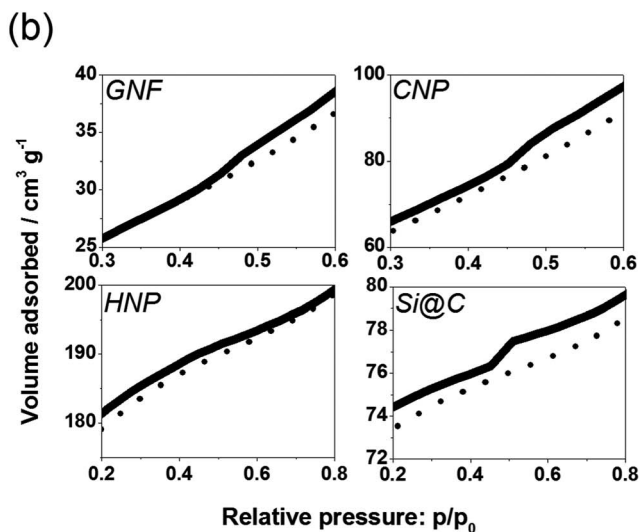 (b)
Volume adsorbed / cm³ g⁻¹
GNF
40
35
30
25
0.3 0.4 0.5 0.6
CNP
100
80
60
0.3 0.4 0.5 0.6
HNP
200
190
180
0.2 0.4 0.6 0.8
Si@C
80
78
76
74
72
0.2 0.4 0.6 0.8
Relative pressure: p/p₀